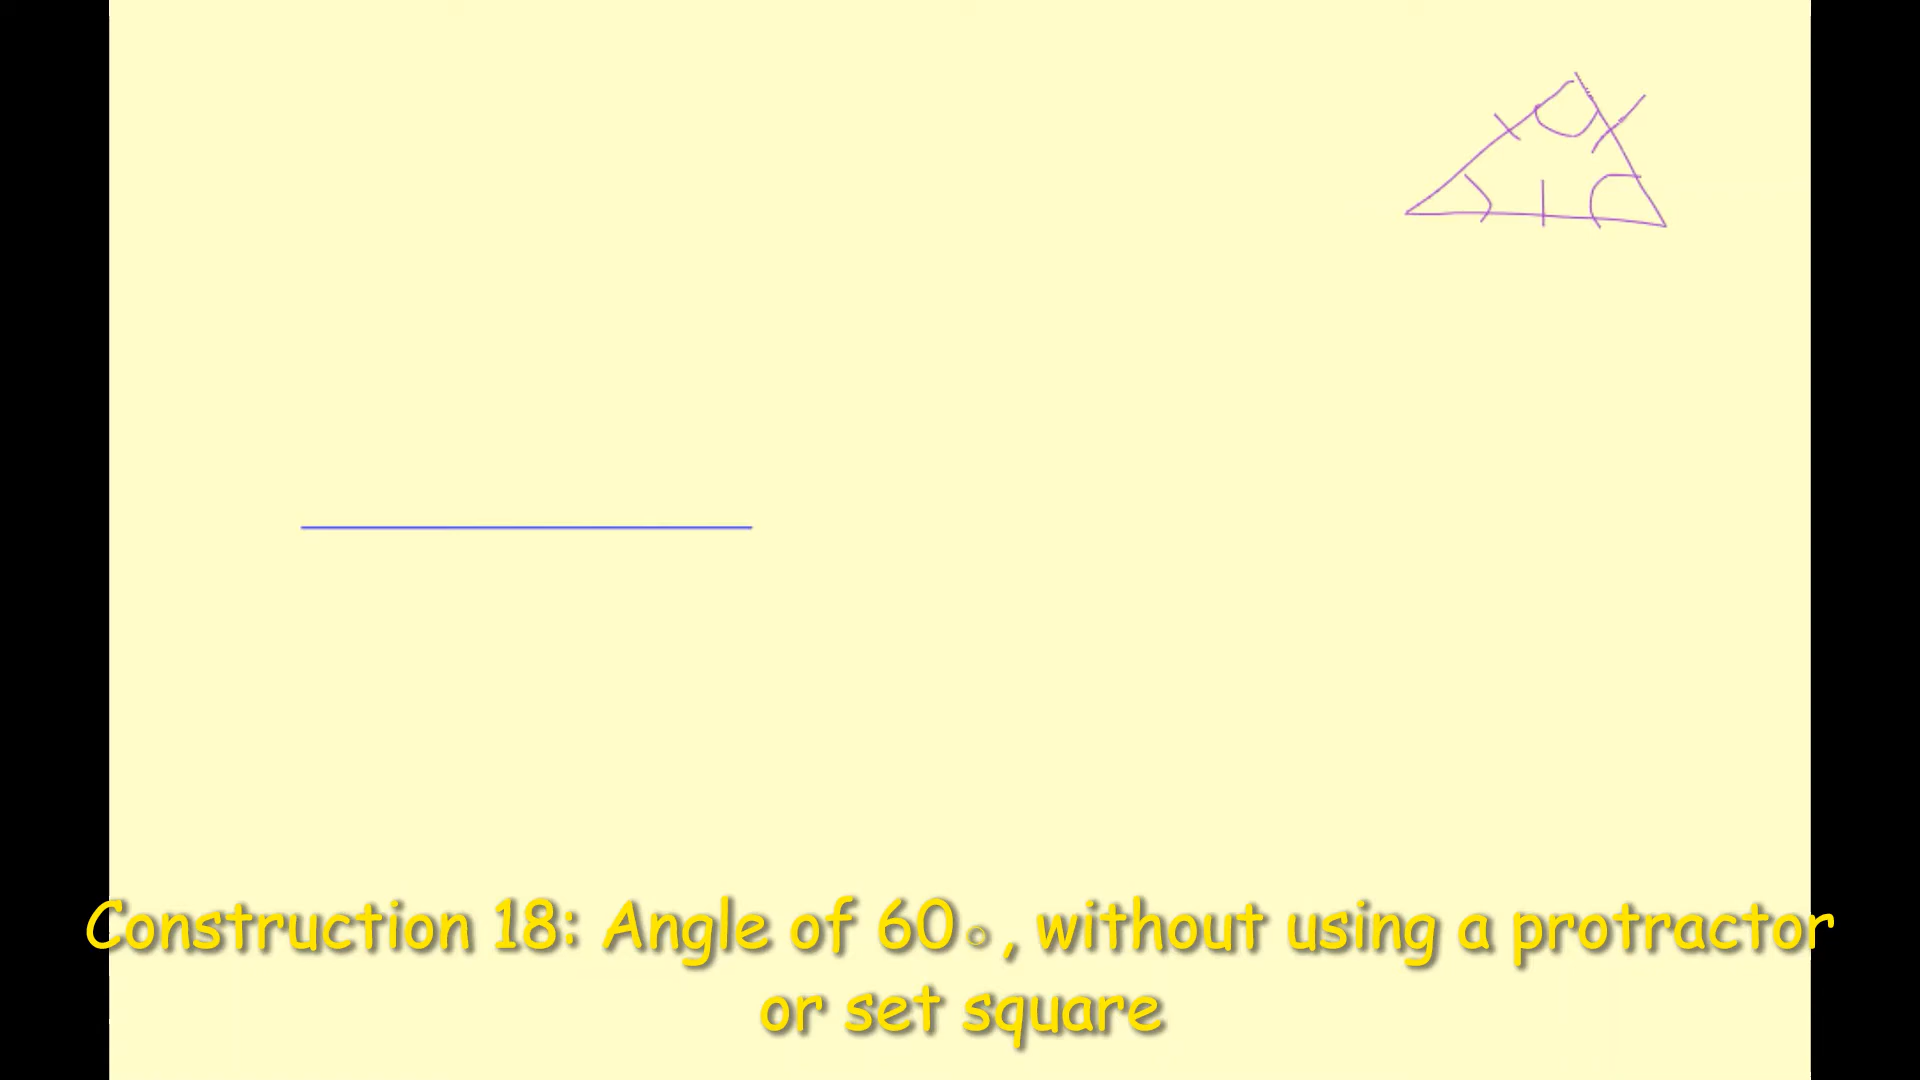 Construction 18: Angle of 60°, without using a protractor
or set square